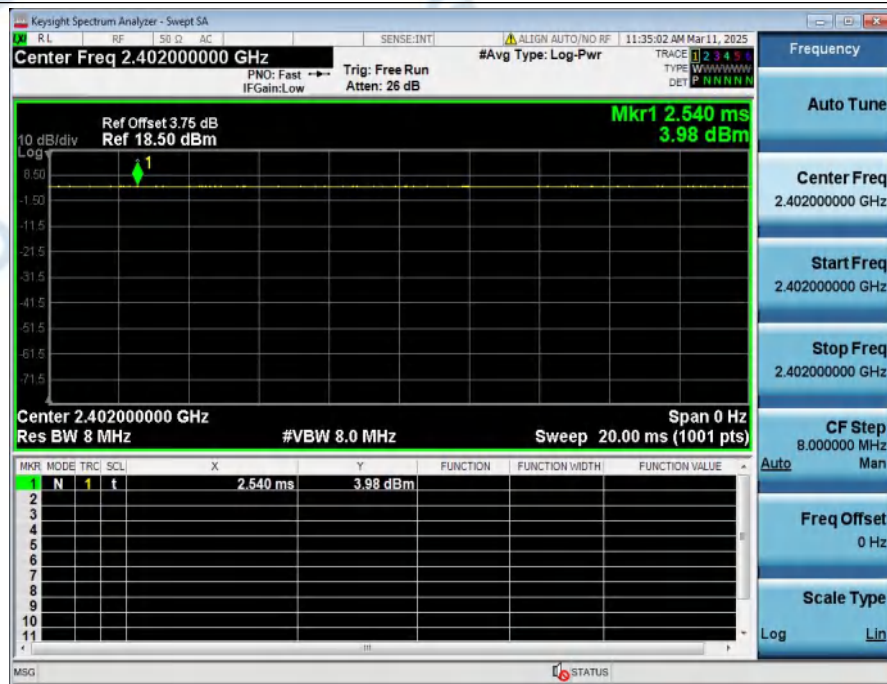 Keysight Spectrum Analyzer - Swept SA
LXI RL RF 50 Ω AC SENSE:INT ALIGN AUTO/NO RF 11:35:02 AM Mar 11, 2025
Center Freq 2.402000000 GHz #Avg Type: Log-Pwr TRACE 1 2 3 4 5 6
PNO: Fast Trig: Free Run TYPE WWWWWW
IFGain:Low Atten: 26 dB DET P N N N N N
Frequency
Auto Tune
Center Freq
2.402000000 GHz
Start Freq
2.402000000 GHz
Stop Freq
2.402000000 GHz
CF Step
8.000000 MHz
Auto Man
Freq Offset
0 Hz
Scale Type
Log Lin
Mkr1 2.540 ms
3.98 dBm
Ref Offset 3.75 dB
10 dB/div Ref 18.50 dBm
Log
1
8.50
-1.50
-11.5
-21.5
-31.5
-41.5
-51.5
-61.5
-71.5
Center 2.402000000 GHz Span 0 Hz
Res BW 8 MHz #VBW 8.0 MHz Sweep 20.00 ms (1001 pts)
MKR MODE TRC SCL X Y FUNCTION FUNCTION WIDTH FUNCTION VALUE
1 N 1 t 2.540 ms 3.98 dBm
2
3
4
5
6
7
8
9
10
11
MSG STATUS